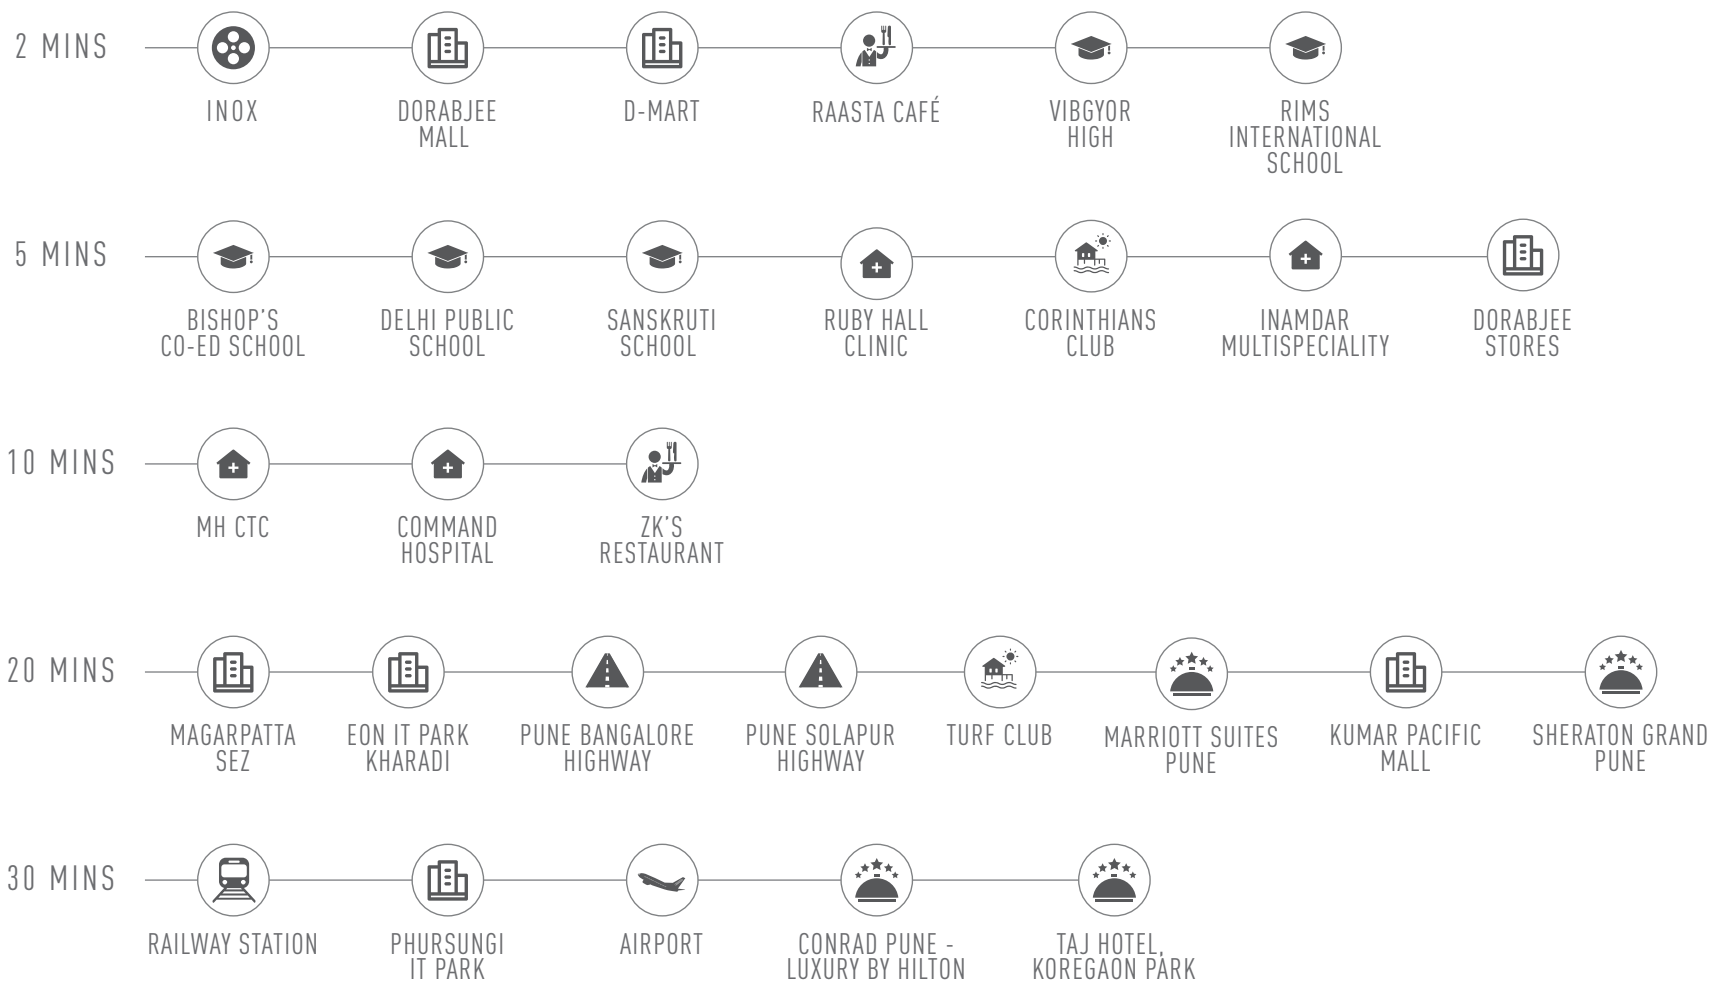 2 MINS
INOX
DORABJEE
MALL
D-MART
RAASTA CAFÉ
VIBGYOR
HIGH
RIMS
INTERNATIONAL
SCHOOL
5 MINS
BISHOP'S
CO-ED SCHOOL
DELHI PUBLIC
SCHOOL
SANSKRUTI
SCHOOL
RUBY HALL
CLINIC
CORINTHIANS
CLUB
INAMDAR
MULTISPECIALITY
DORABJEE
STORES
10 MINS
MH CTC
COMMAND
HOSPITAL
ZK'S
RESTAURANT
20 MINS
MAGARPATTA
SEZ
EON IT PARK
KHARADI
PUNE BANGALORE
HIGHWAY
PUNE SOLAPUR
HIGHWAY
TURF CLUB
MARRIOTT SUITES
PUNE
KUMAR PACIFIC
MALL
SHERATON GRAND
PUNE
30 MINS
RAILWAY STATION
PHURSUNGI
IT PARK
AIRPORT
CONRAD PUNE -
LUXURY BY HILTON
TAJ HOTEL,
KOREGAON PARK